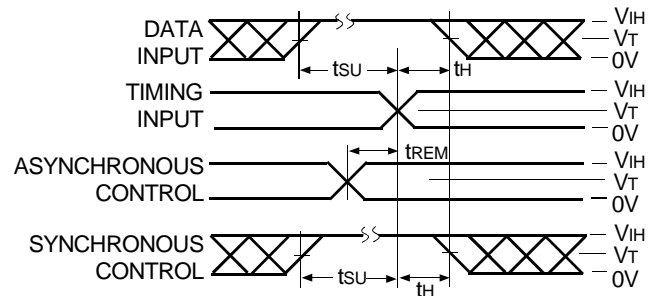 DATA
INPUT
tSU
tH
VIH
VT
0V
TIMING
INPUT
VIH
VT
0V
tREM
ASYNCHRONOUS
CONTROL
VIH
VT
0V
SYNCHRONOUS
CONTROL
tSU
tH
VIH
VT
0V